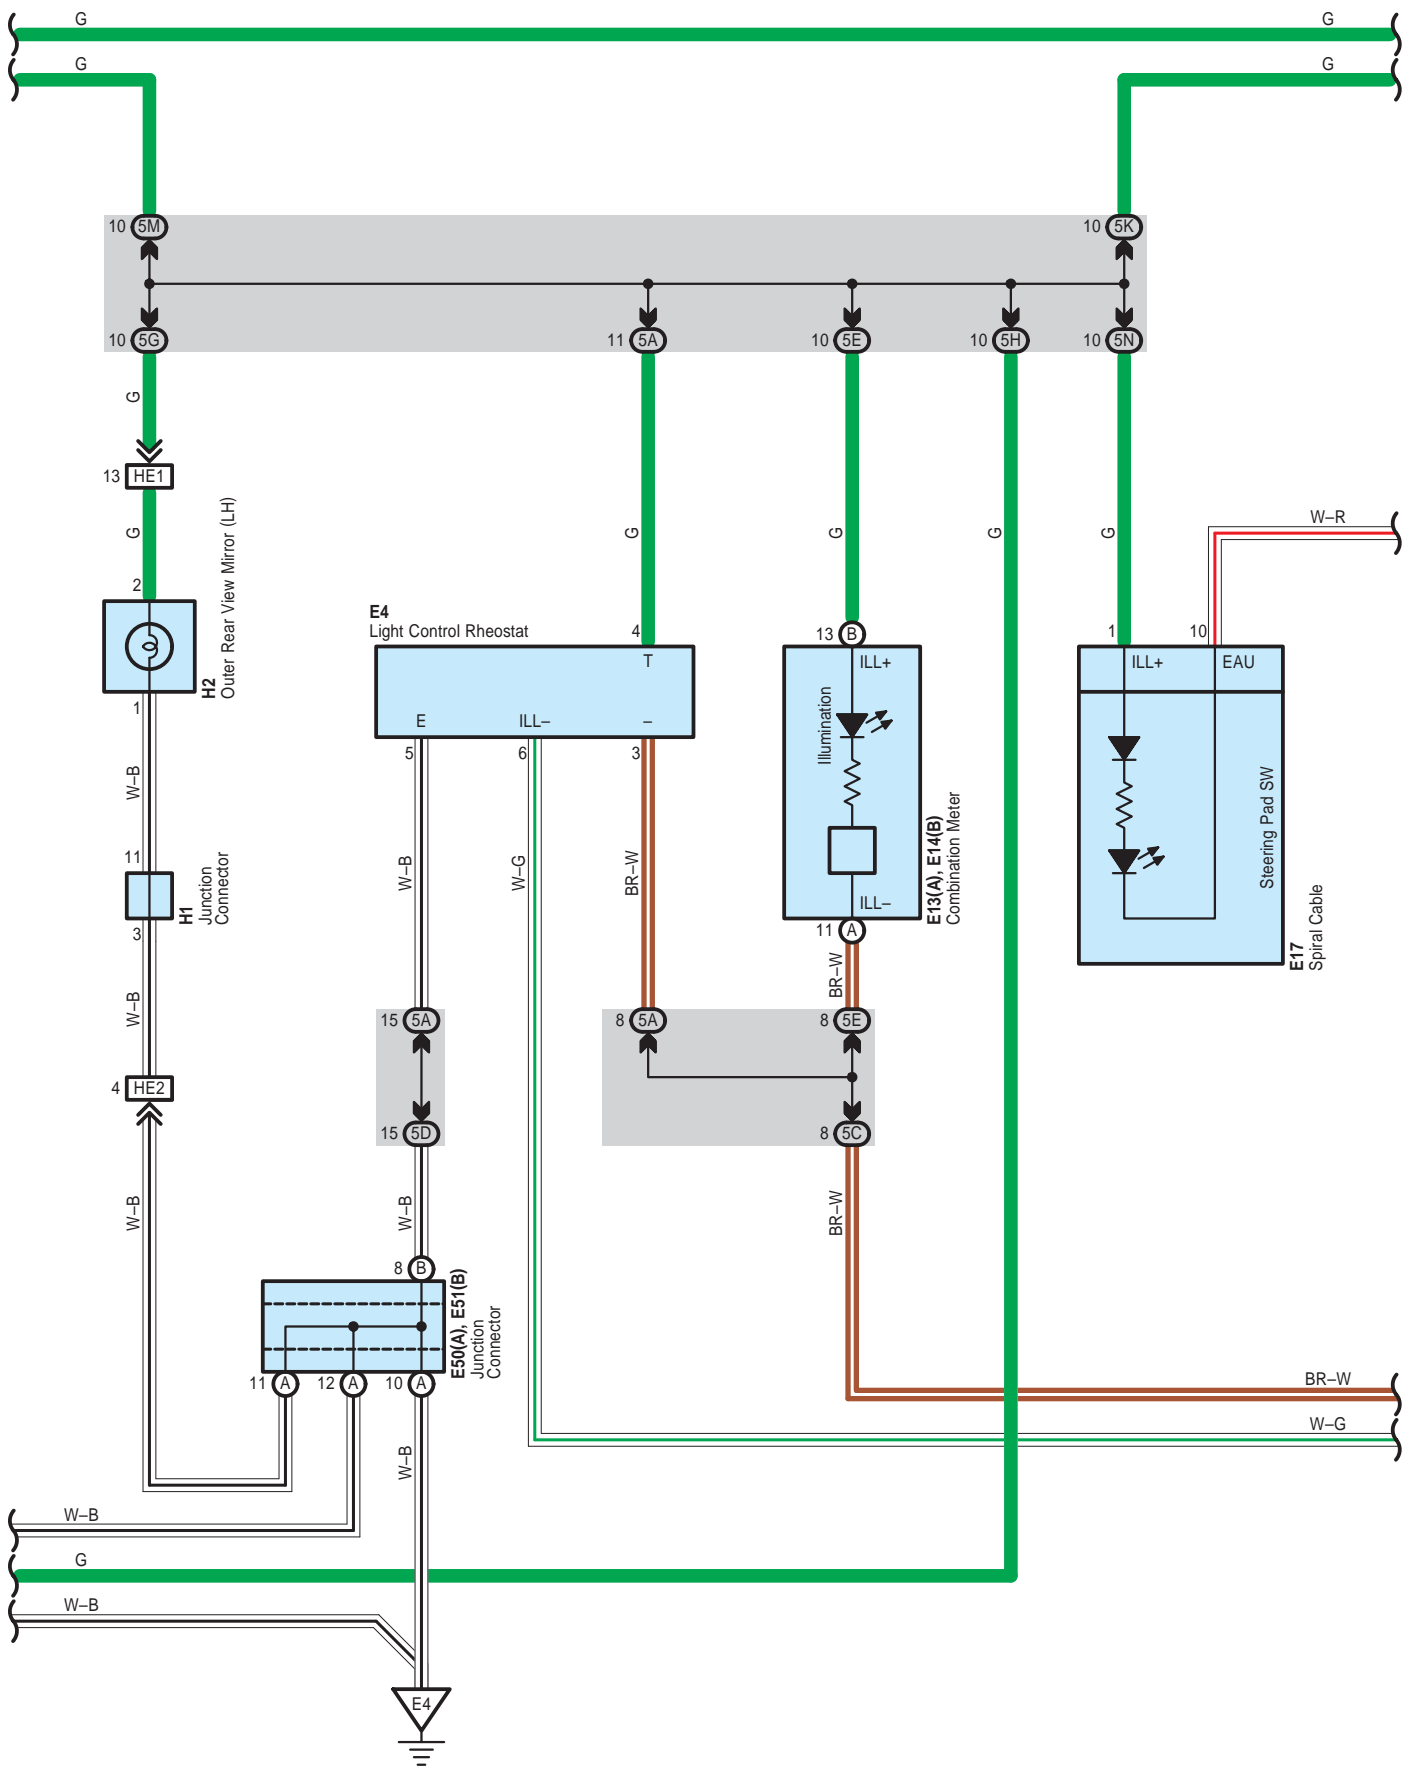 G
G
G
G
10 5M
10 5K
10 5G
11 5A
10 5E
10 5H
10 5N
G
13 HE1
G
G
G
G
G
W–R
2
H2
Outer Rear View Mirror (LH)
1
E4
Light Control Rheostat
4
T
E
ILL–
–
5
6
3
13 B
ILL+
Illumination
ILL–
11 A
E13(A), E14(B)
Combination Meter
1
10
ILL+
EAU
Steering Pad SW
E17
Spiral Cable
W–B
11
H1
Junction
Connector
3
W–B
W–B
W–G
BR–W
BR–W
4 HE2
15 5A
15 5D
8 5A
8 5E
8 5C
W–B
W–B
BR–W
8 B
E50(A), E51(B)
Junction
Connector
11 A
12 A
10 A
W–B
BR–W
W–G
W–B
G
W–B
E4